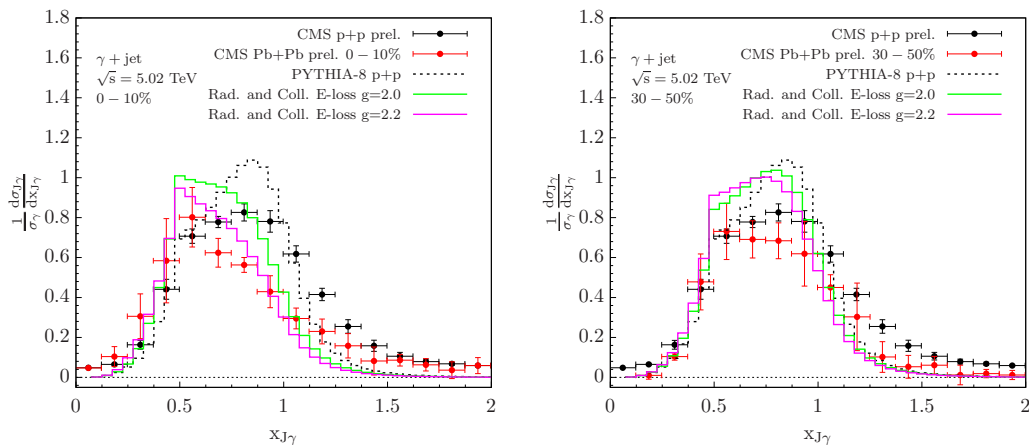 1.8
1.6
1.4
1.2
1
0.8
0.6
0.4
0.2
0
0
0.5
1
1.5
2
1/σγ dσJγ/dxJγ
xJγ
γ + jet
√s = 5.02 TeV
0 − 10%
CMS p+p prel.
CMS Pb+Pb prel. 0 − 10%
PYTHIA-8 p+p
Rad. and Coll. E-loss g=2.0
Rad. and Coll. E-loss g=2.2
1.8
1.6
1.4
1.2
1
0.8
0.6
0.4
0.2
0
0
0.5
1
1.5
2
1/σγ dσJγ/dxJγ
xJγ
γ + jet
√s = 5.02 TeV
30 − 50%
CMS p+p prel.
CMS Pb+Pb prel. 30 − 50%
PYTHIA-8 p+p
Rad. and Coll. E-loss g=2.0
Rad. and Coll. E-loss g=2.2